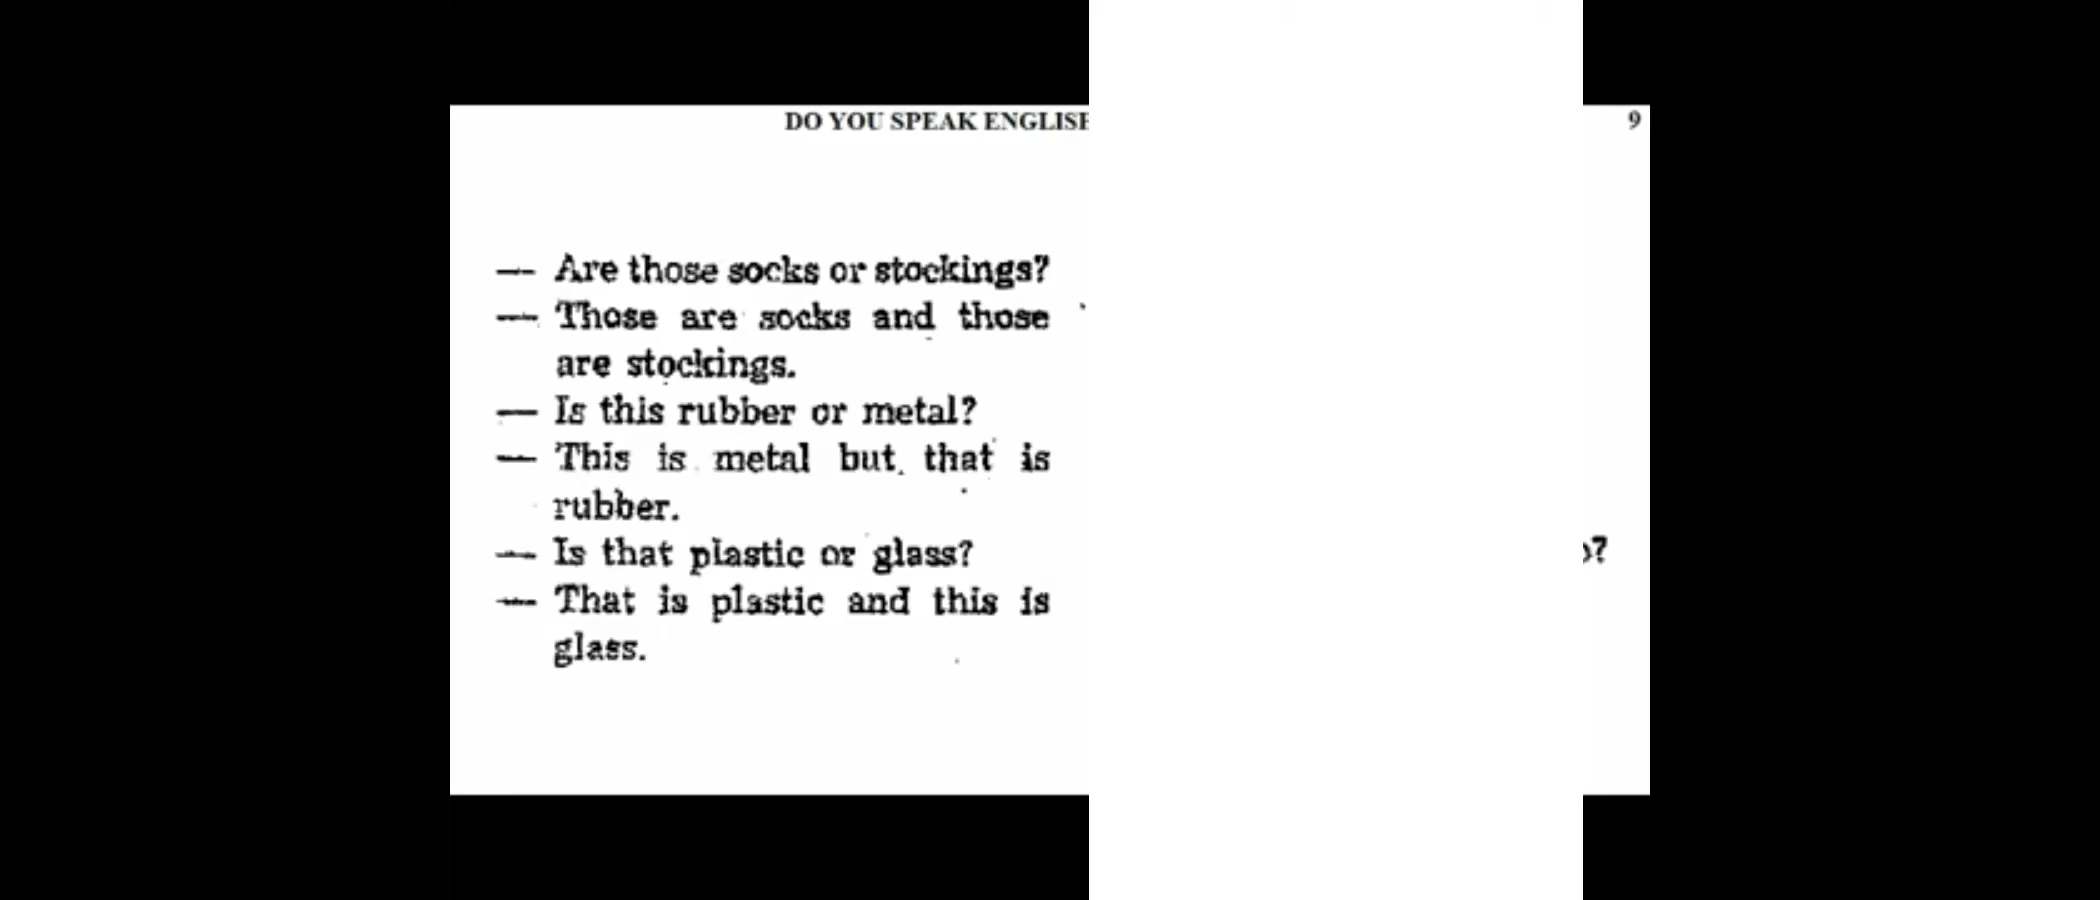 DO YOU SPEAK ENGLISH
9
— Are those socks or stockings?
— Those are socks and those
are stockings.
— Is this rubber or metal?
— This is metal but that is
rubber.
— Is that plastic or glass?
— That is plastic and this is
glass.